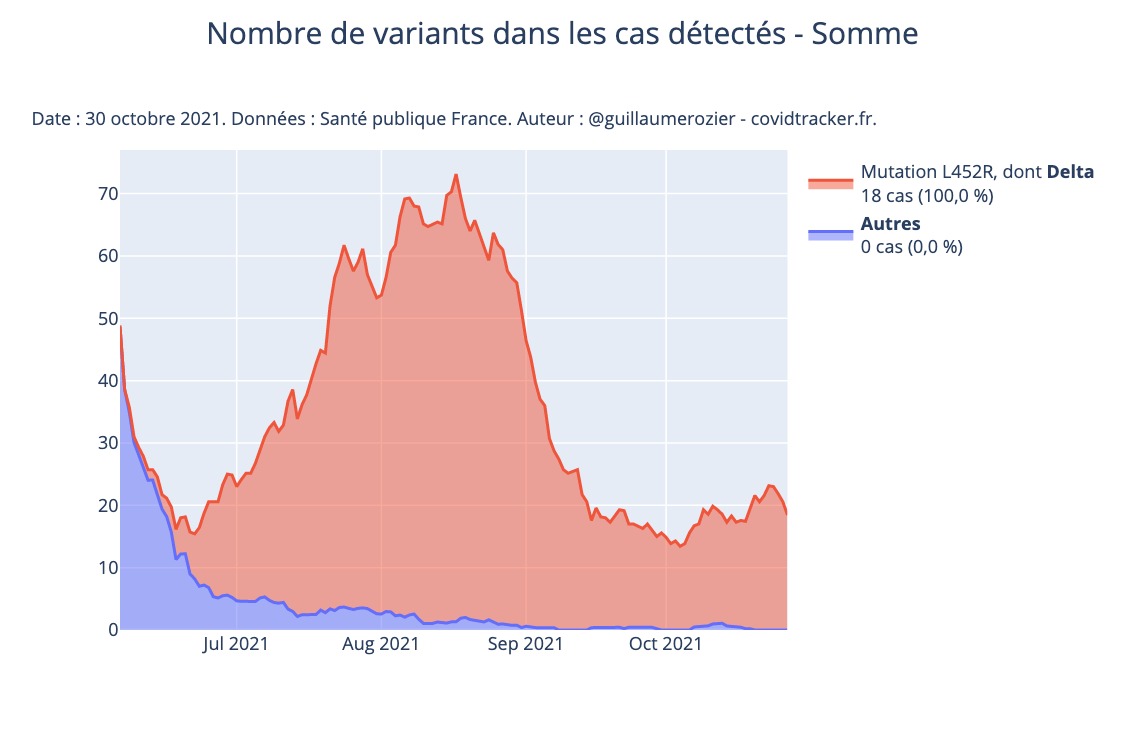 Nombre de variants dans les cas détectés - Somme
Date : 30 octobre 2021. Données : Santé publique France. Auteur : @guillaumerozier - covidtracker.fr.
Mutation L452R, dont Delta
18 cas (100,0 %)
Autres
0 cas (0,0 %)
70
60
50
40
30
20
10
0
Jul 2021 Aug 2021 Sep 2021 Oct 2021